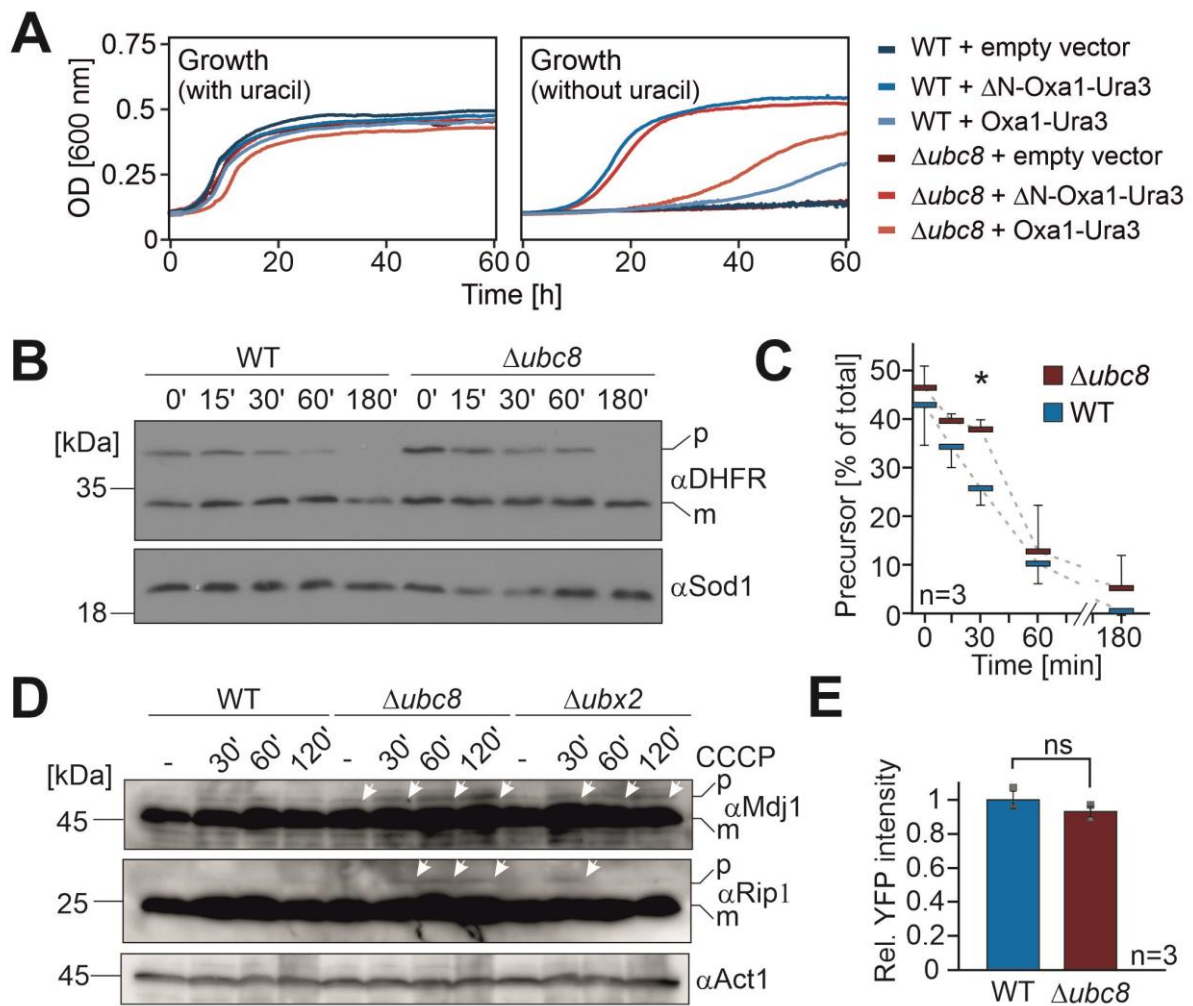 A
Growth
(with uracil)
Growth
(without uracil)
OD [600 nm]
0.75
0.5
0.25
0
0 20 40 60 0 20 40 60
Time [h]
WT + empty vector
WT + ΔN-Oxa1-Ura3
WT + Oxa1-Ura3
Δubc8 + empty vector
Δubc8 + ΔN-Oxa1-Ura3
Δubc8 + Oxa1-Ura3
B
WT Δubc8
0' 15' 30' 60' 180' 0' 15' 30' 60' 180'
[kDa]
p
αDHFR
35
m
αSod1
18
C
Precursor [% of total]
50
40
30
20
10
0
*
Δubc8
WT
n=3
0 30 60 180
Time [min]
D
WT Δubc8 Δubx2
- 30' 60' 120' - 30' 60' 120' - 30' 60' 120' CCCP
[kDa]
p
αMdj1
45
m
p
αRip1
25
m
45
αAct1
E
ns
Rel. YFP intensity
1
0.8
0.6
0.4
0.2
0
WT Δubc8
n=3